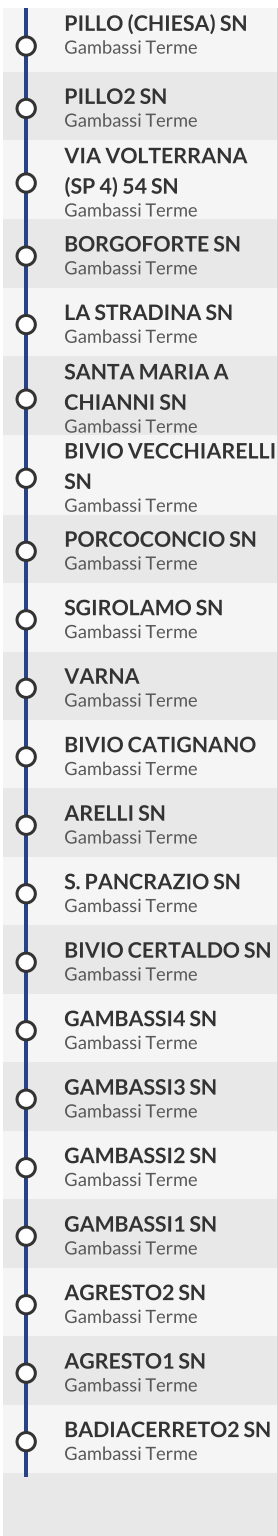 PILLO (CHIESA) SN
Gambassi Terme
PILLO2 SN
Gambassi Terme
VIA VOLTERRANA
(SP 4) 54 SN
Gambassi Terme
BORGOFORTE SN
Gambassi Terme
LA STRADINA SN
Gambassi Terme
SANTA MARIA A
CHIANNI SN
Gambassi Terme
BIVIO VECCHIARELLI
SN
Gambassi Terme
PORCOCONCIO SN
Gambassi Terme
SGIROLAMO SN
Gambassi Terme
VARNA
Gambassi Terme
BIVIO CATIGNANO
Gambassi Terme
ARELLI SN
Gambassi Terme
S. PANCRAZIO SN
Gambassi Terme
BIVIO CERTALDO SN
Gambassi Terme
GAMBASSI4 SN
Gambassi Terme
GAMBASSI3 SN
Gambassi Terme
GAMBASSI2 SN
Gambassi Terme
GAMBASSI1 SN
Gambassi Terme
AGRESTO2 SN
Gambassi Terme
AGRESTO1 SN
Gambassi Terme
BADIACERRETO2 SN
Gambassi Terme